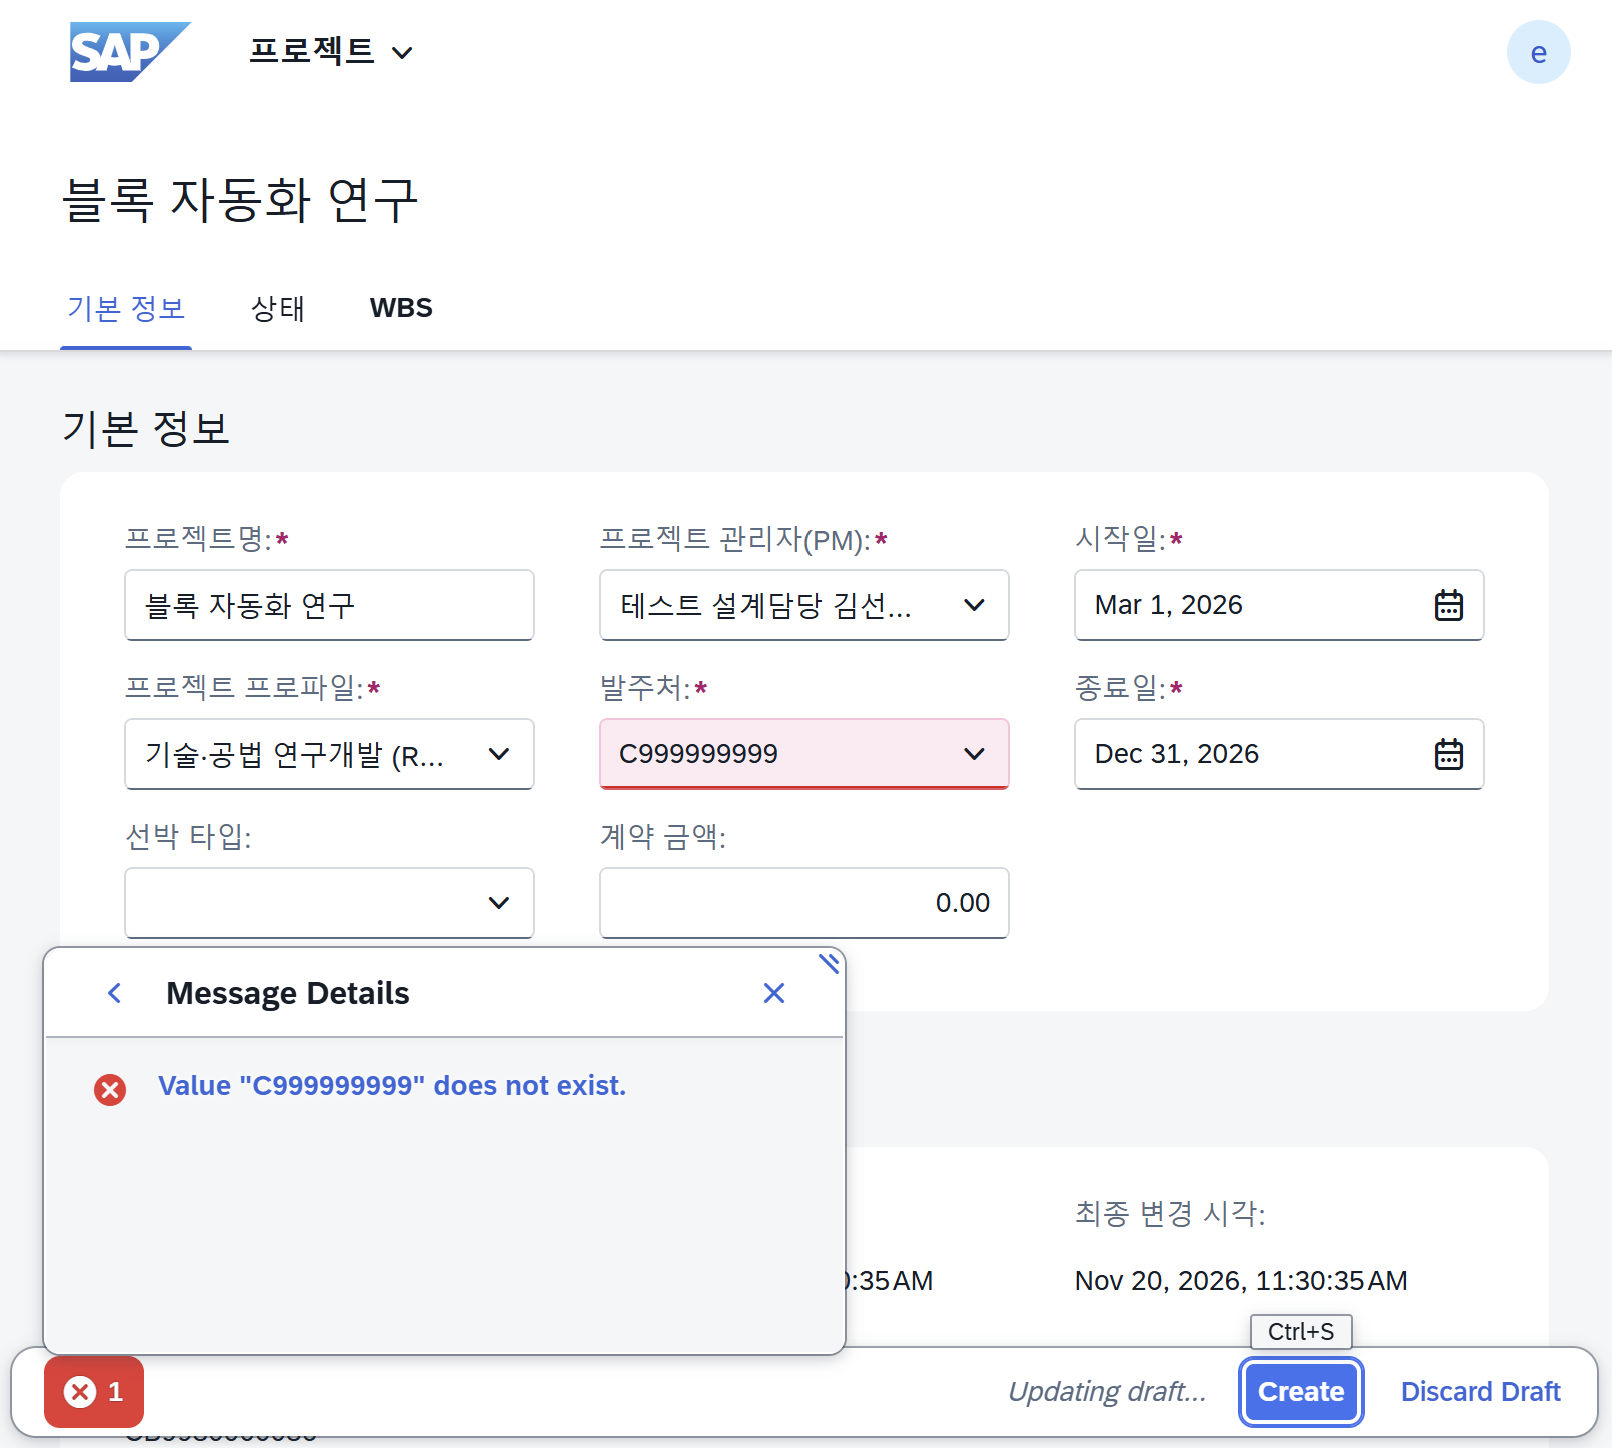 SAP
프로젝트
e
블록 자동화 연구
기본 정보
상태
WBS
기본 정보
프로젝트명:*
프로젝트 관리자(PM):*
시작일:*
블록 자동화 연구
테스트 설계담당 김선...
Mar 1, 2026
프로젝트 프로파일:*
발주처:*
종료일:*
기술·공법 연구개발 (R...
C999999999
Dec 31, 2026
선박 타입:
계약 금액:
0.00
Message Details
Value "C999999999" does not exist.
최종 변경 시각:
0:35 AM
Nov 20, 2026, 11:30:35 AM
Ctrl+S
1
Updating draft...
Create
Discard Draft